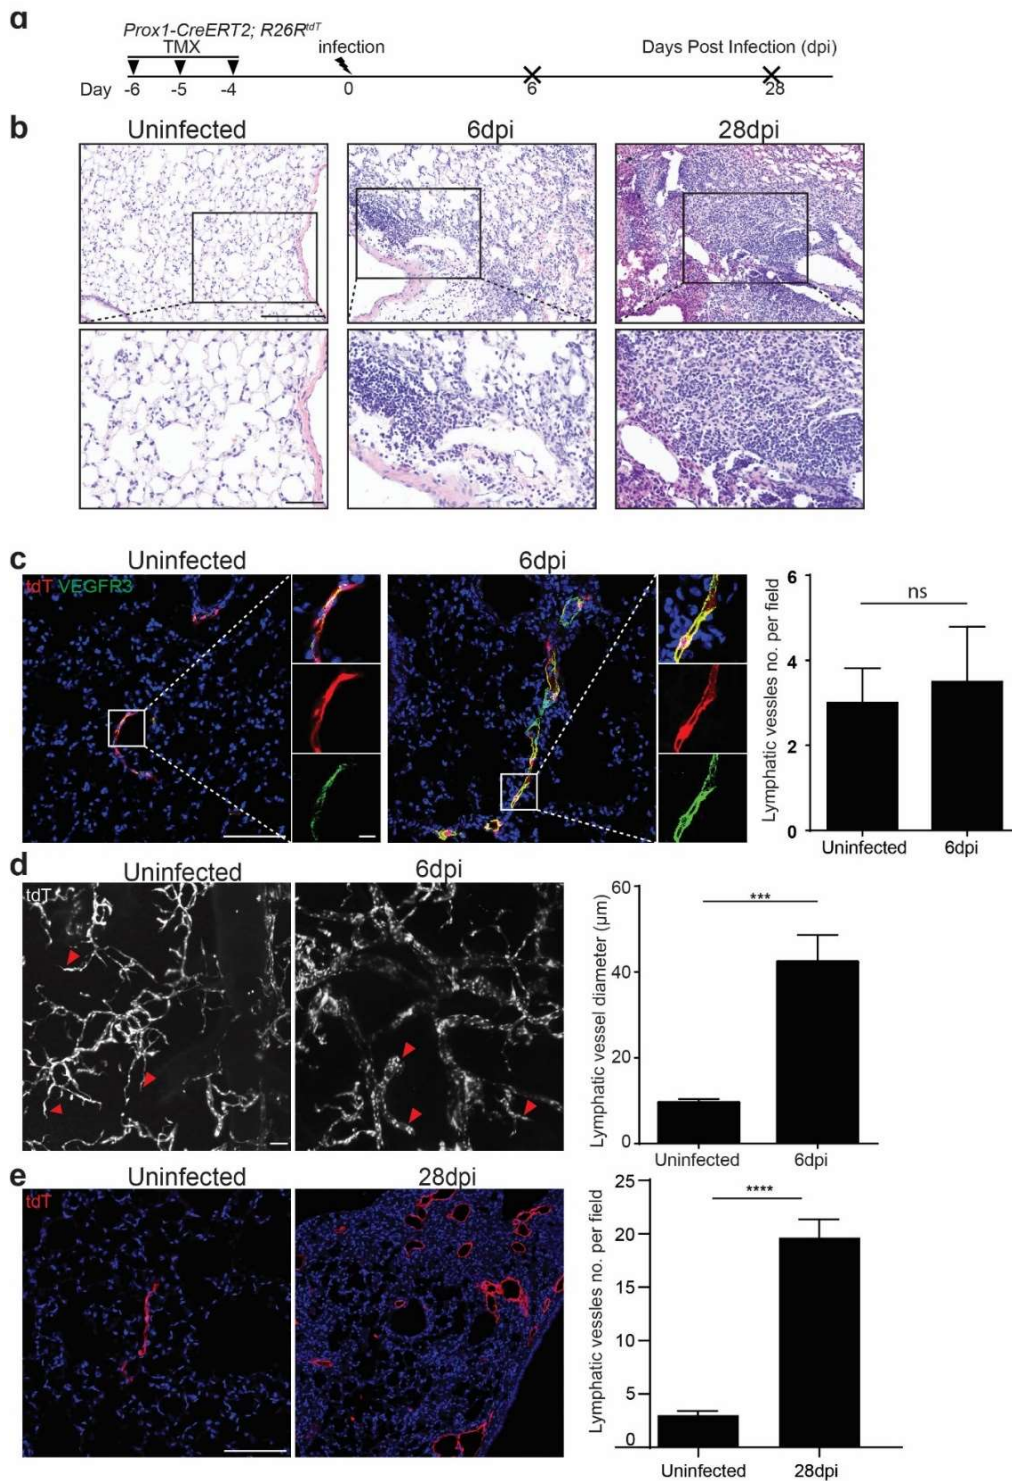 a
Prox1-CreERT2; R26RtdT
TMX
infection
Days Post Infection (dpi)
Day -6 -5 -4 0 6 28
b
Uninfected 6dpi 28dpi
c
Uninfected 6dpi
tdT VEGFR3
Lymphatic vessles no. per field
6
4
2
0
ns
Uninfected 6dpi
d
Uninfected 6dpi
tdT
Lymphatic vessel diameter (µm)
60
40
20
0
***
Uninfected 6dpi
e
Uninfected 28dpi
tdT
Lymphatic vessles no. per field
25
20
15
10
5
0
****
Uninfected 28dpi